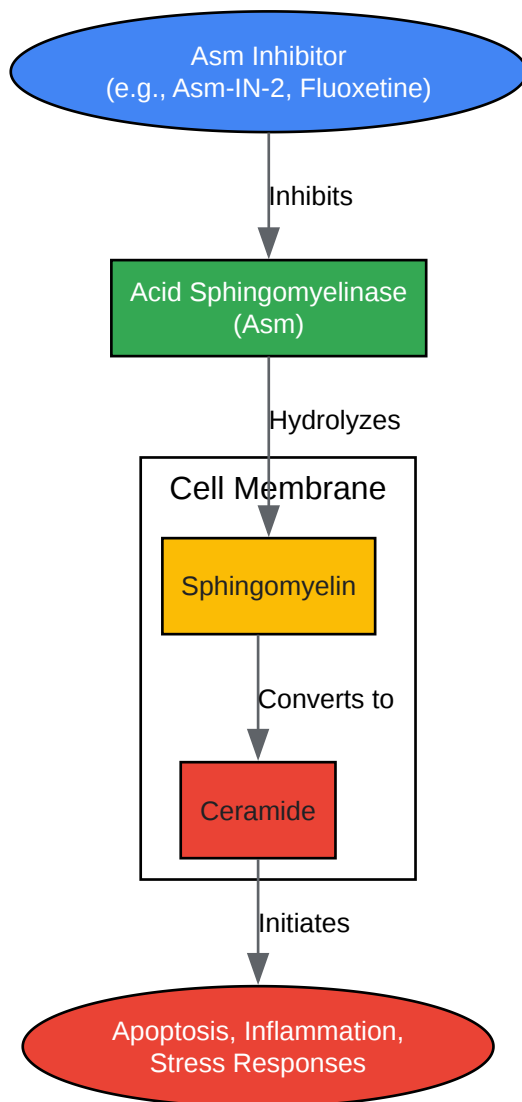 Asm Inhibitor
(e.g., Asm-IN-2, Fluoxetine)
Inhibits
Acid Sphingomyelinase
(Asm)
Hydrolyzes
Cell Membrane
Sphingomyelin
Converts to
Ceramide
Initiates
Apoptosis, Inflammation,
Stress Responses